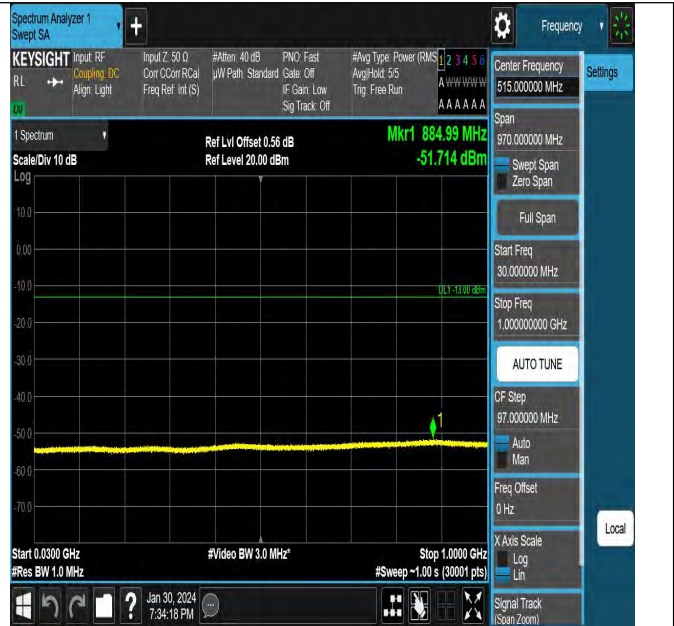 Spectrum Analyzer 1
Swept SA
+
Frequency
KEYSIGHT
RL
Input: RF
Coupling: DC
Align: Light
Input Z: 50 Ω
Corr CCorr RCal
Freq Ref: Int (S)
#Atten: 40 dB
µW Path: Standard
PNO: Fast
Gate: Off
IF Gain: Low
Sig Track: Off
#Avg Type: Power (RMS
Avg|Hold: 5/5
Trig: Free Run
1 2 3 4 5 6
A W W W W W
A A A A A A
1 Spectrum
Scale/Div 10 dB
Log
Ref Lvl Offset 0.56 dB
Ref Level 20.00 dBm
Mkr1 884.99 MHz
-51.714 dBm
10.0
0.00
-10.0
DL1 -13.00 dBm
-20.0
-30.0
-40.0
1
-50.0
-60.0
-70.0
Start 0.0300 GHz
#Res BW 1.0 MHz
#Video BW 3.0 MHz*
Stop 1.0000 GHz
#Sweep ~1.00 s (30001 pts)
Jan 30, 2024
7:34:18 PM
?
Center Frequency
515.000000 MHz
Settings
Span
970.000000 MHz
Swept Span
Zero Span
Full Span
Start Freq
30.000000 MHz
Stop Freq
1.000000000 GHz
AUTO TUNE
CF Step
97.000000 MHz
Auto
Man
Freq Offset
0 Hz
X Axis Scale
Log
Lin
Local
Signal Track
(Span Zoom)